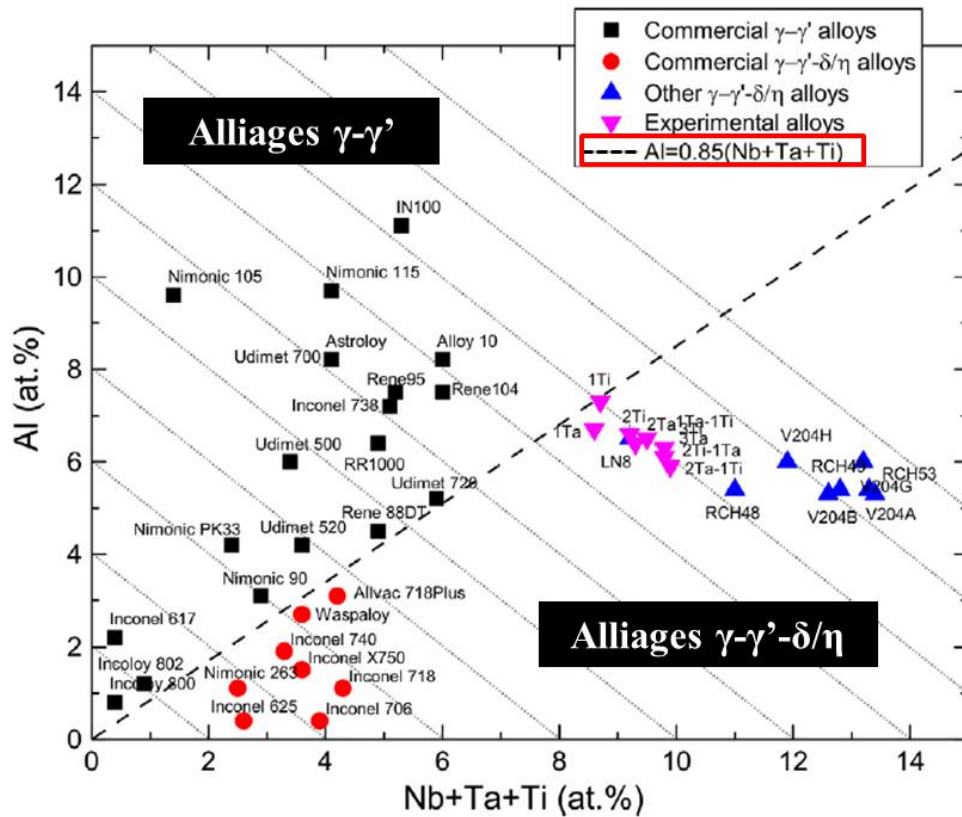 Commercial γ-γ' alloys
Commercial γ-γ'-δ/η alloys
Other γ-γ'-δ/η alloys
Experimental alloys
Al=0.85(Nb+Ta+Ti)
Alliages γ-γ’
Alliages γ-γ’-δ/η
Al (at.%)
14
12
10
8
6
4
2
0
IN100
Nimonic 105
Nimonic 115
Udimet 700
Astroloy
Alloy 10
Rene95
Rene104
Inconel 738
Udimet 500
RR1000
Udimet 720
Nimonic PK33
Udimet 520
Rene 88DT
Nimonic 90
Allvac 718Plus
Waspaloy
Inconel 617
Inconel 740
Incoloy 802
Inconel X750
Incoloy 800
Nimonic 263
Inconel 718
Inconel 625
Inconel 706
1Ti
1Ta
2Ti
2Ta
1Ta-1Ti
3Ta
2Ti-1Ta
2Ta-1Ti
LN8
V204H
RCH49
RCH53
V204G
RCH48
V204B
V204A
0
2
4
6
8
10
12
14
Nb+Ta+Ti (at.%)